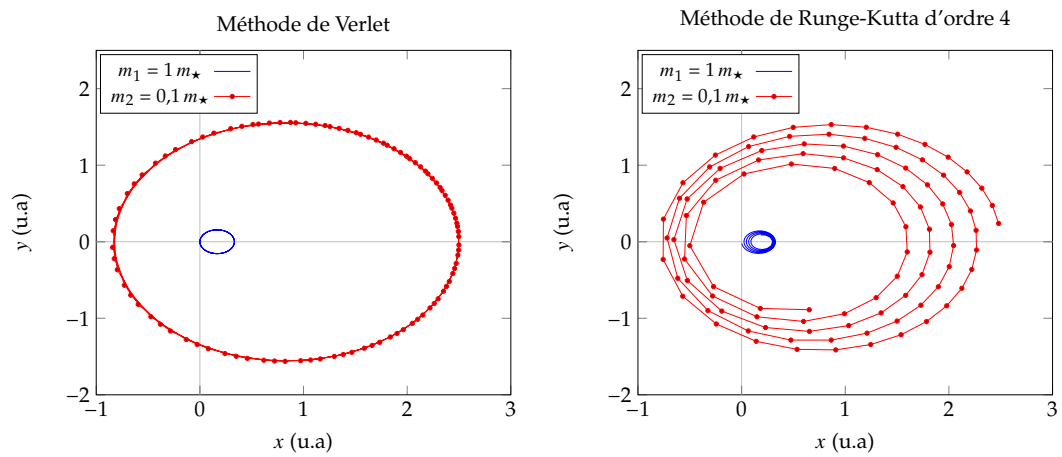 Méthode de Verlet
m₁ = 1 m⋆
m₂ = 0,1 m⋆
2
1
0
−1
−2
−1
0
1
2
3
y (u.a)
x (u.a)
Méthode de Runge-Kutta d'ordre 4
m₁ = 1 m⋆
m₂ = 0,1 m⋆
2
1
0
−1
−2
−1
0
1
2
3
y (u.a)
x (u.a)